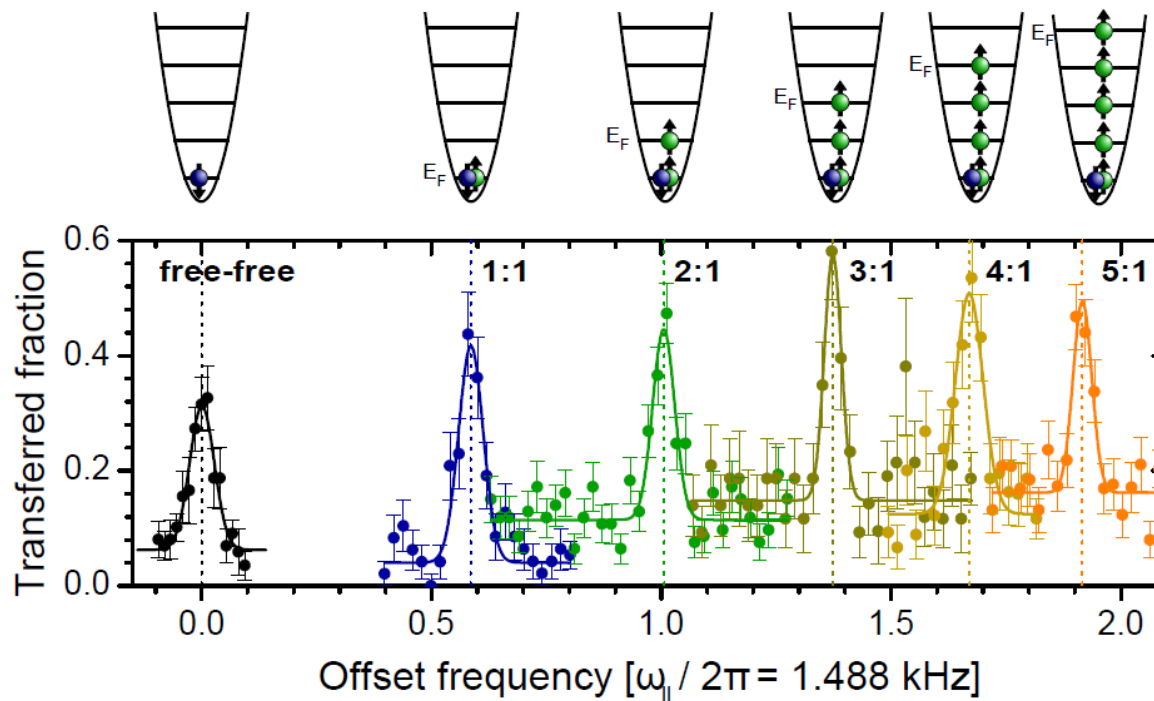 E_F
E_F
E_F
E_F
E_F
0.6
free-free
1:1
2:1
3:1
4:1
5:1
0.4
0.2
0.0
Transferred fraction
0.0
0.5
1.0
1.5
2.0
Offset frequency [ω_|| / 2π = 1.488 kHz]